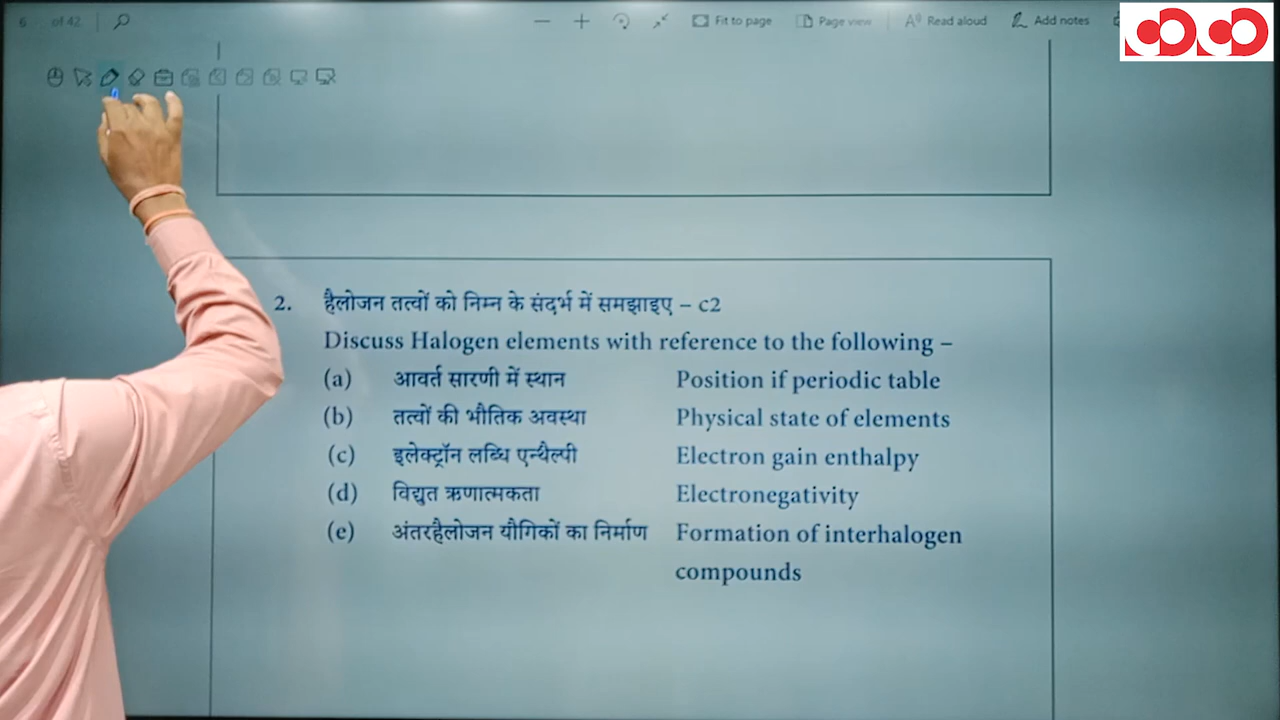 6 of 42 Fit to page Page view Read aloud Add notes
2. हैलोजन तत्वों को निम्न के संदर्भ में समझाइए – c2
Discuss Halogen elements with reference to the following –
(a) आवर्त सारणी में स्थान Position if periodic table
(b) तत्वों की भौतिक अवस्था Physical state of elements
(c) इलेक्ट्रॉन लब्धि एन्थैल्पी Electron gain enthalpy
(d) विद्युत ऋणात्मकता Electronegativity
(e) अंतरहैलोजन यौगिकों का निर्माण Formation of interhalogen
compounds